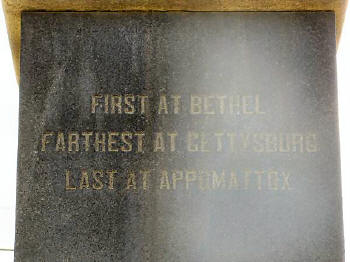 FIRST AT BETHEL
FARTHEST AT GETTYSBURG
LAST AT APPOMATTOX